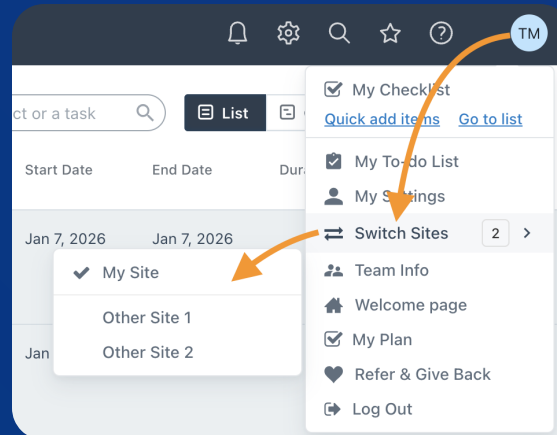 TM
My Checklist
Quick add items Go to list
ct or a task
List
Start Date End Date Dur
My To-do List
My Settings
Jan 7, 2026 Jan 7, 2026
Switch Sites 2
My Site
Team Info
Other Site 1
Welcome page
Jan
Other Site 2
My Plan
Refer & Give Back
Log Out